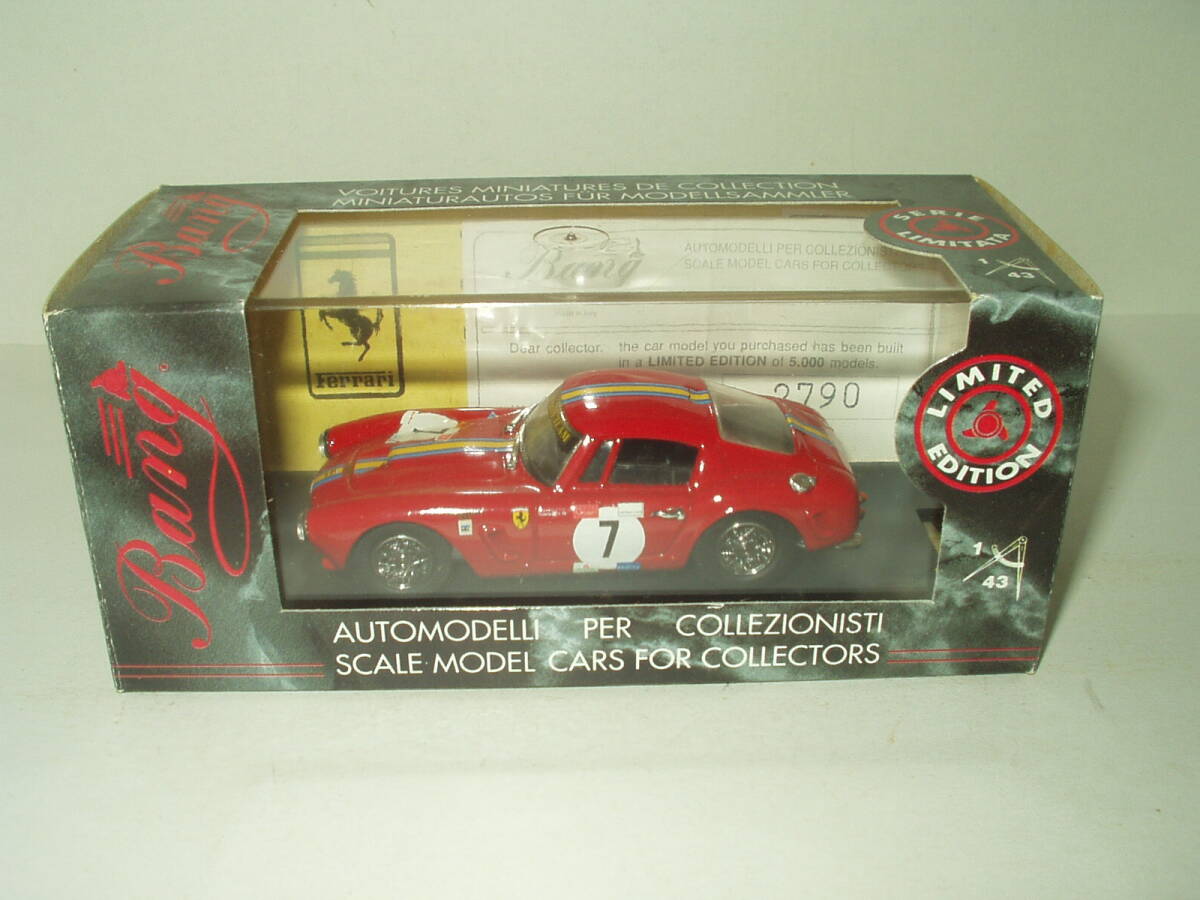 VOITURES MINIATURES DE COLLECTION
MINIATURAUTOS FÜR MODELLSAMMLER
Bang
SERIE
LIMITATA
1
43
Bang
AUTOMODELLI PER COLLEZIONISTI
SCALE MODEL CARS FOR COLLECTOR
Dear collector. the car model you purchased has been built
in a LIMITED EDITION of 5.000 models.
2790
Ferrari
7
Bang
LIMITED
EDITION
1
43
AUTOMODELLI PER COLLEZIONISTI
SCALE MODEL CARS FOR COLLECTORS